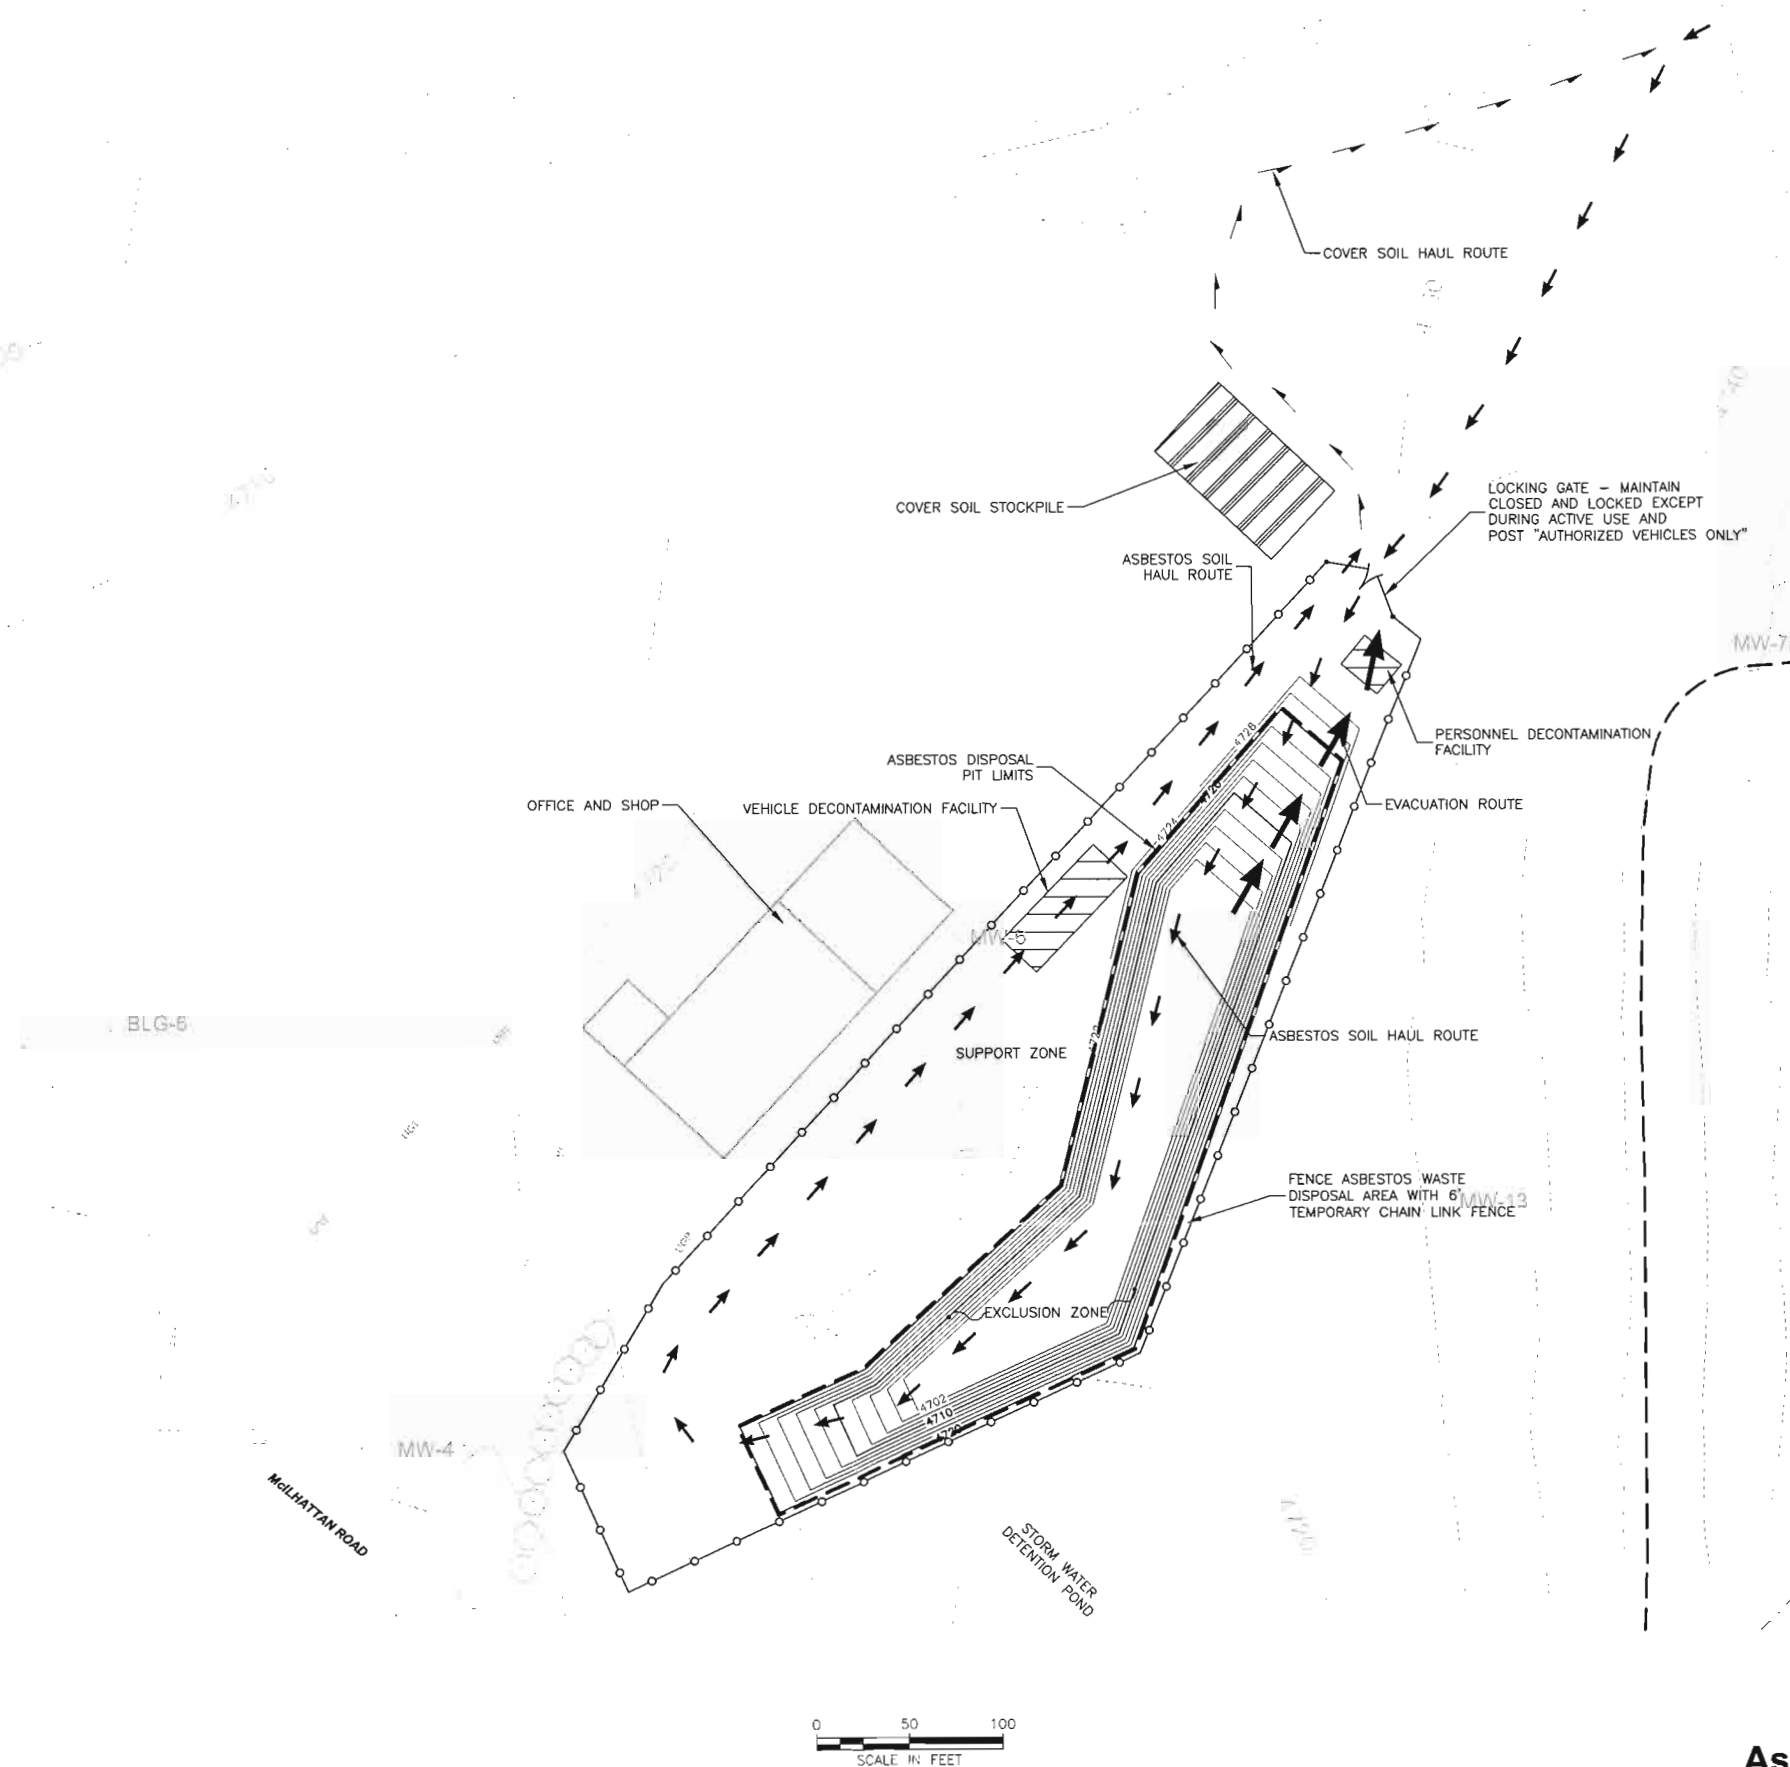 COVER SOIL HAUL ROUTE
LOCKING GATE - MAINTAIN
CLOSED AND LOCKED EXCEPT
DURING ACTIVE USE AND
POST "AUTHORIZED VEHICLES ONLY"
COVER SOIL STOCKPILE
ASBESTOS SOIL
HAUL ROUTE
MW-7
PERSONNEL DECONTAMINATION
FACILITY
4728
ASBESTOS DISPOSAL
PIT LIMITS
4726
EVACUATION ROUTE
OFFICE AND SHOP
VEHICLE DECONTAMINATION FACILITY
4724
MW-5
BLG-6
ASBESTOS SOIL HAUL ROUTE
SUPPORT ZONE
FENCE ASBESTOS WASTE
DISPOSAL AREA WITH 6'
TEMPORARY CHAIN LINK FENCE
MW-13
EXCLUSION ZONE
4702
4710
4720
MW-4
McILHATTAN ROAD
STORM WATER
DETENTION POND
0 50 100
SCALE IN FEET
As